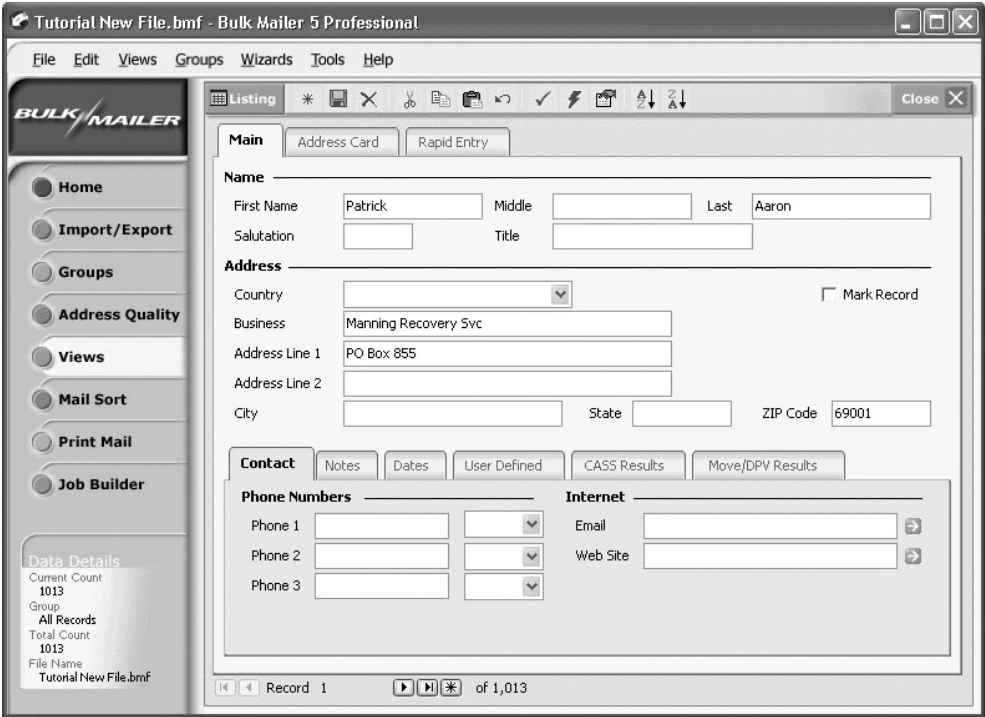 Tutorial New File.bmf - Bulk Mailer 5 Professional
File Edit Views Groups Wizards Tools Help
BULK MAILER
Home
Import/Export
Groups
Address Quality
Views
Mail Sort
Print Mail
Job Builder
Data Details
Current Count
1013
Group
All Records
Total Count
1013
File Name
Tutorial New File.bmf
Listing Close
Main Address Card Rapid Entry
Name
First Name Patrick Middle Last Aaron
Salutation Title
Address
Country Mark Record
Business Manning Recovery Svc
Address Line 1 PO Box 855
Address Line 2
City State ZIP Code 69001
Contact Notes Dates User Defined CASS Results Move/DPV Results
Phone Numbers Internet
Phone 1 Email
Phone 2 Web Site
Phone 3
Record 1 of 1,013